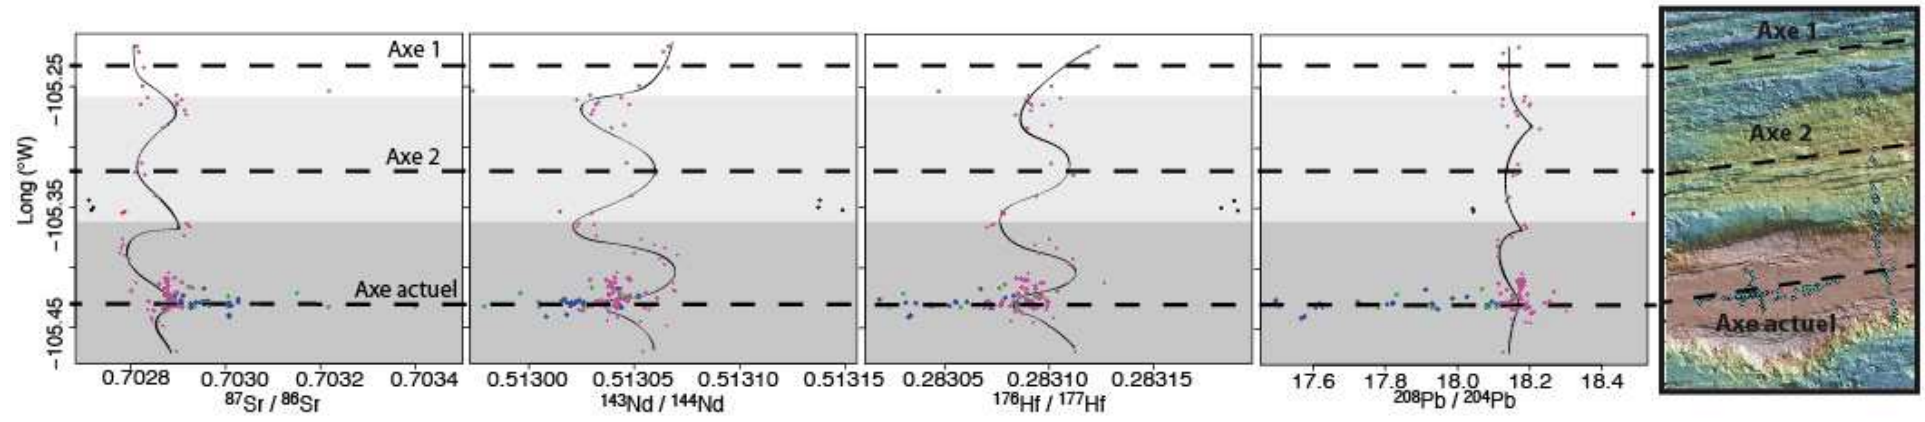 Axe 1
Axe 2
Axe actuel
Axe 1
Axe 2
Axe actuel
Long (°W)
-105.25
-105.35
-105.45
0.7028 0.7030 0.7032 0.7034
0.51300 0.51305 0.51310 0.51315
0.28305 0.28310 0.28315
17.6 17.8 18.0 18.2 18.4
⁸⁷Sr / ⁸⁶Sr
¹⁴³Nd / ¹⁴⁴Nd
¹⁷⁶Hf / ¹⁷⁷Hf
²⁰⁸Pb / ²⁰⁴Pb